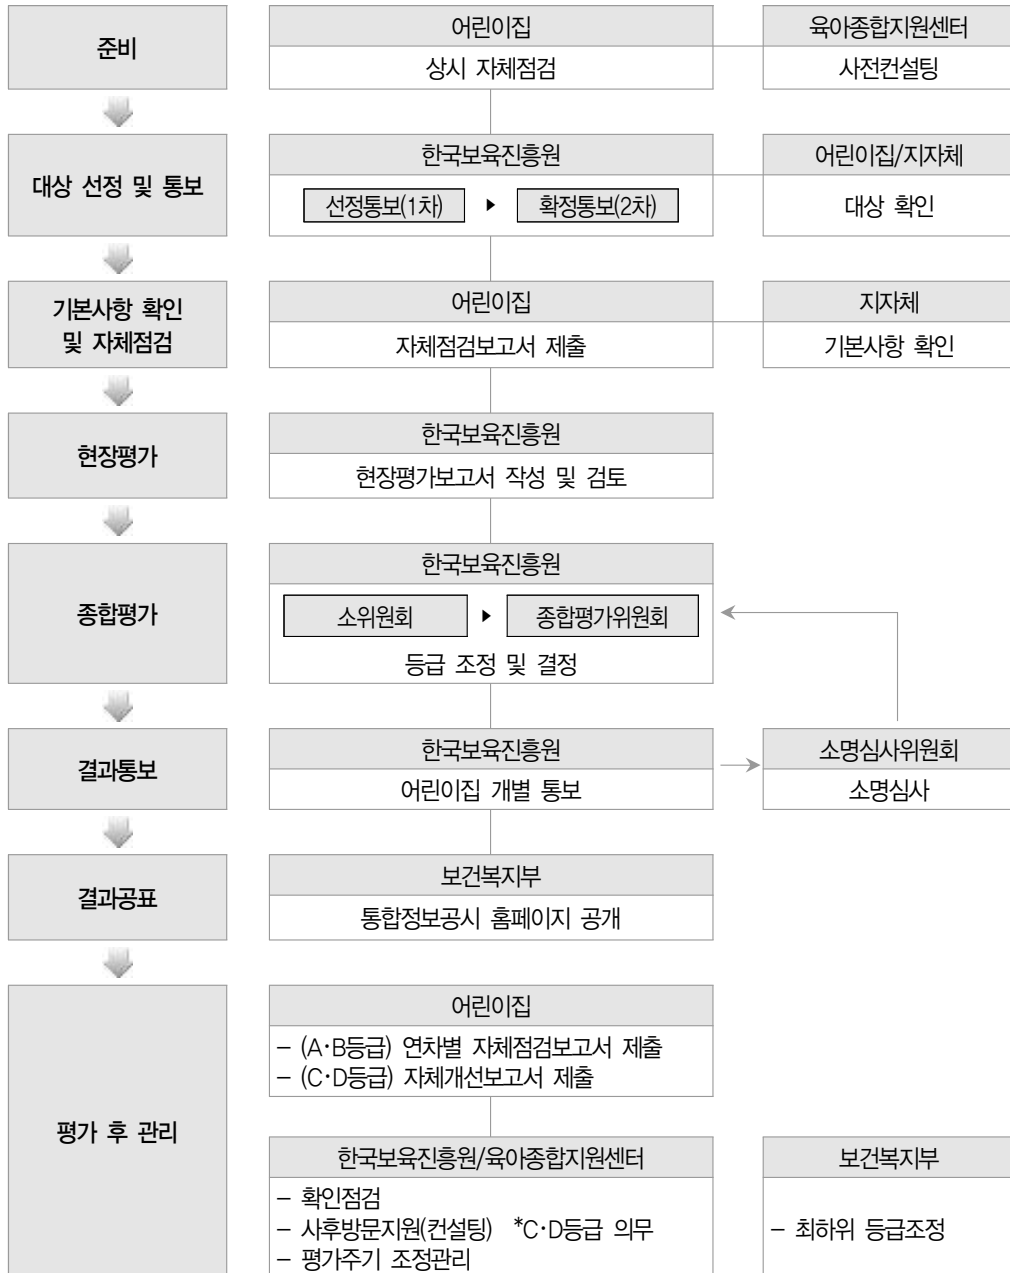 준비
어린이집
상시 자체점검
육아종합지원센터
사전컨설팅
대상 선정 및 통보
한국보육진흥원
선정통보(1차) ▶ 확정통보(2차)
어린이집/지자체
대상 확인
기본사항 확인
및 자체점검
어린이집
자체점검보고서 제출
지자체
기본사항 확인
현장평가
한국보육진흥원
현장평가보고서 작성 및 검토
종합평가
한국보육진흥원
소위원회 ▶ 종합평가위원회
등급 조정 및 결정
결과통보
한국보육진흥원
어린이집 개별 통보
소명심사위원회
소명심사
결과공표
보건복지부
통합정보공시 홈페이지 공개
평가 후 관리
어린이집
– (A·B등급) 연차별 자체점검보고서 제출
– (C·D등급) 자체개선보고서 제출
한국보육진흥원/육아종합지원센터
– 확인점검
– 사후방문지원(컨설팅) *C·D등급 의무
– 평가주기 조정관리
보건복지부
– 최하위 등급조정